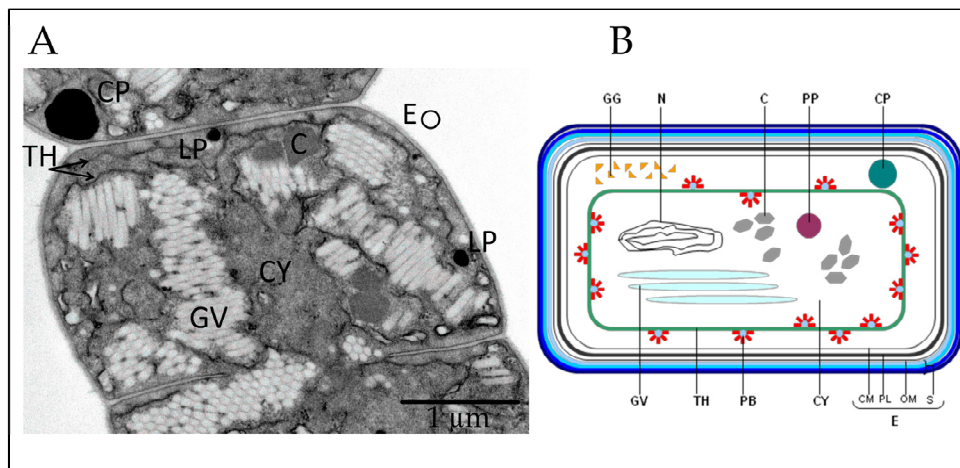 A
B
CP
E
TH
LP
C
LP
CY
GV
1 μm
GG N C PP CP
GV TH PB CY CM PL OM S
E